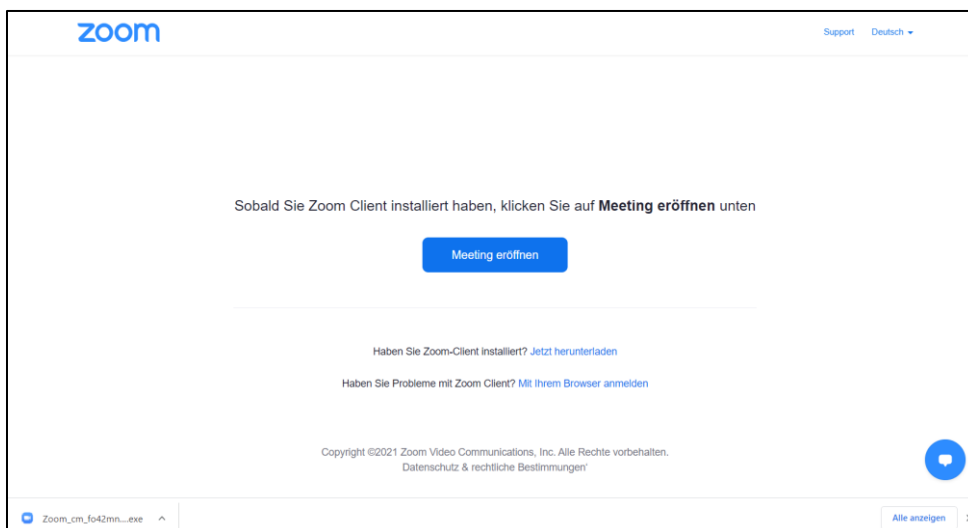 zoom
Support Deutsch
Sobald Sie Zoom Client installiert haben, klicken Sie auf Meeting eröffnen unten
Meeting eröffnen
Haben Sie Zoom-Client installiert? Jetzt herunterladen
Haben Sie Probleme mit Zoom Client? Mit Ihrem Browser anmelden
Copyright ©2021 Zoom Video Communications, Inc. Alle Rechte vorbehalten.
Datenschutz & rechtliche Bestimmungen'
Zoom_cm_fo42mn....exe Alle anzeigen